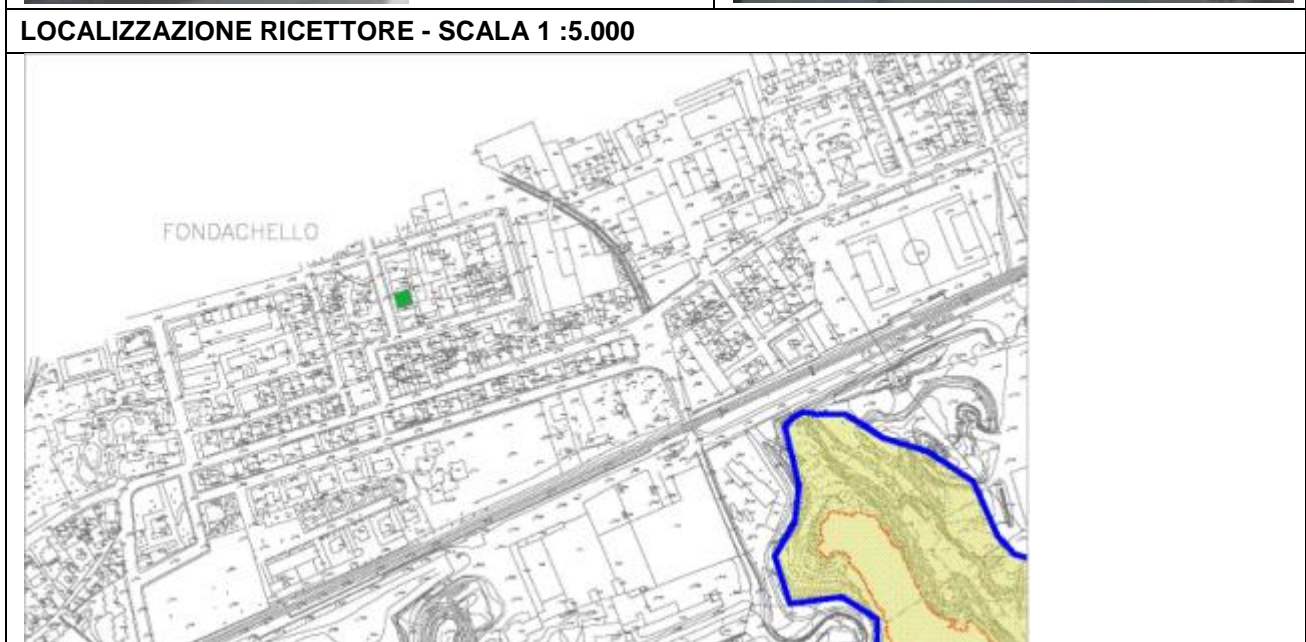 LOCALIZZAZIONE RICETTORE - SCALA 1 :5.000
FONDACHELLO